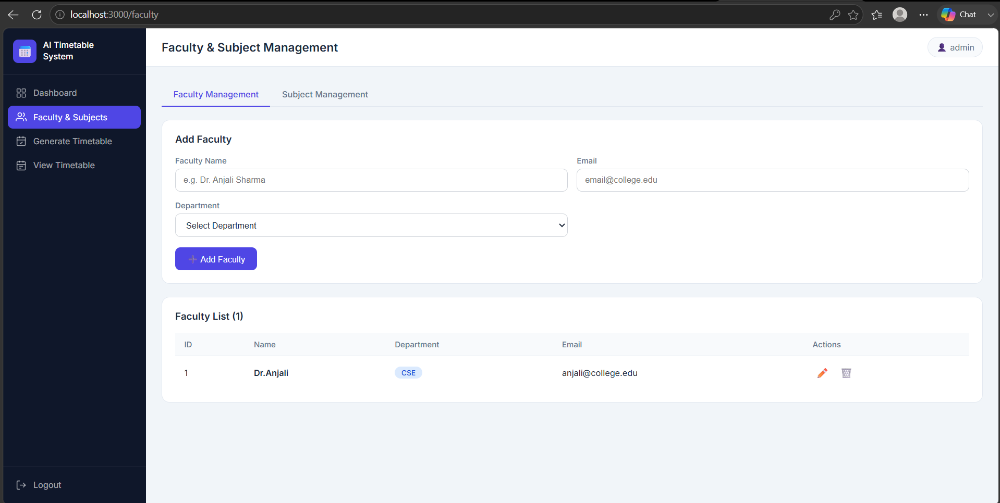 localhost:3000/faculty
Chat
AI Timetable
System
Faculty & Subject Management
admin
Dashboard
Faculty & Subjects
Generate Timetable
View Timetable
Logout
Faculty Management
Subject Management
Add Faculty
Faculty Name
Email
e.g. Dr. Anjali Sharma
email@college.edu
Department
Select Department
Add Faculty
Faculty List (1)
ID Name Department Email Actions
1 Dr.Anjali CSE anjali@college.edu